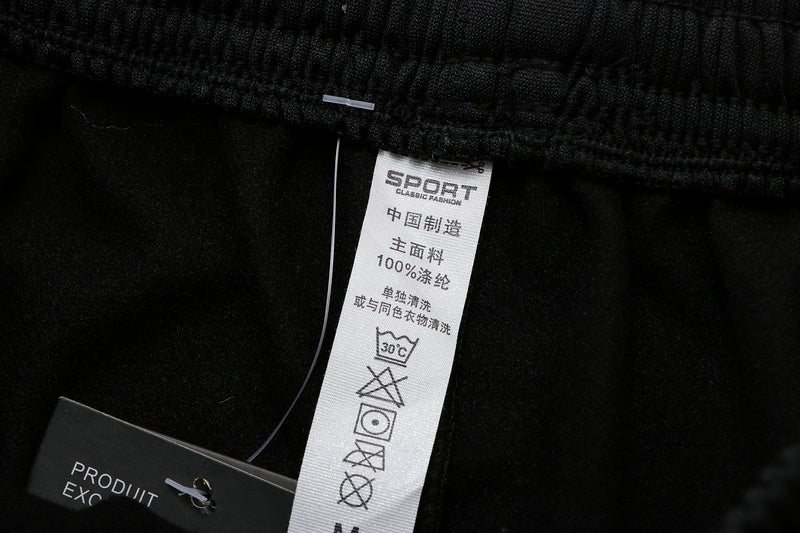 SPORT
CLASSIC FASHION
中国制造
主面料
100%涤纶
单独清洗
或与同色衣物清洗
30℃
M
PRODUIT